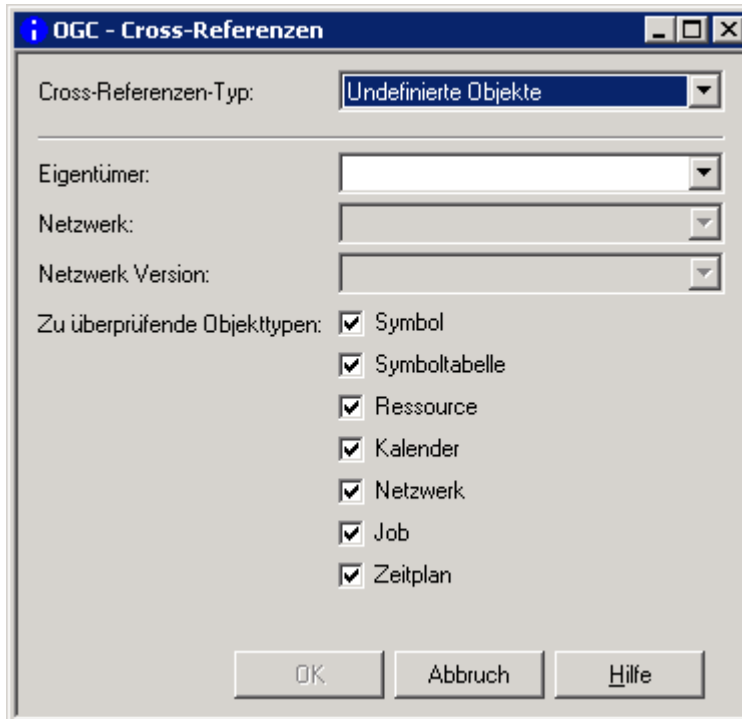 OGC - Cross-Referenzen
Cross-Referenzen-Typ: Undefinierte Objekte
Eigentümer:
Netzwerk:
Netzwerk Version:
Zu überprüfende Objekttypen: Symbol
Symboltabelle
Ressource
Kalender
Netzwerk
Job
Zeitplan
OK Abbruch Hilfe